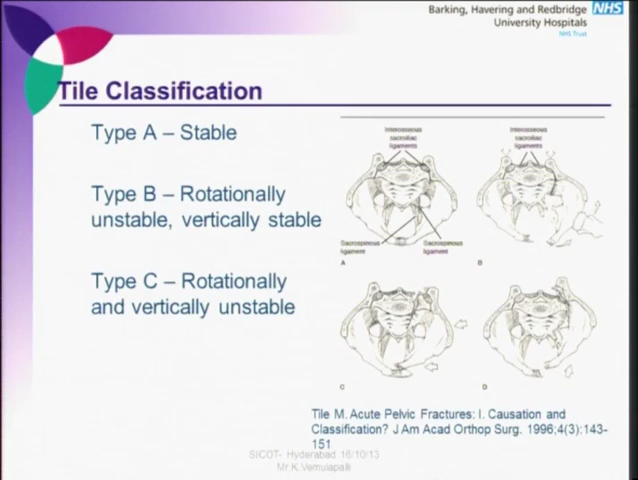 Barking, Havering and Redbridge NHS
University Hospitals
NHS Trust
Tile Classification
Type A – Stable
Type B – Rotationally
unstable, vertically stable
Type C – Rotationally
and vertically unstable
Interosseous
sacroiliac
ligaments
Interosseous
sacroiliac
ligaments
Sacrospinous
ligament
Sacrospinous
ligament
A
B
C
D
Tile M. Acute Pelvic Fractures: I. Causation and
Classification? J Am Acad Orthop Surg. 1996;4(3):143-
151
SICOT- Hyderabad 16/10/13
Mr.K.Vemulapalli